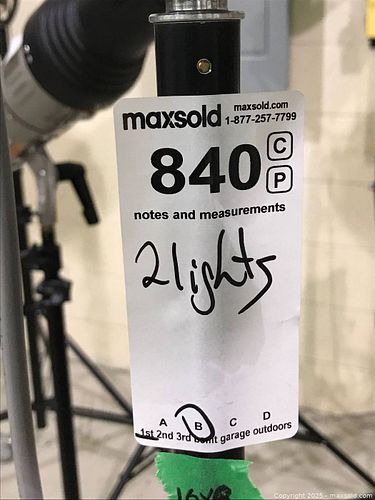 maxsold maxsold.com
1-877-257-7799
840 C
P
notes and measurements
2 lights
A B C D
1st 2nd 3rd bsmt garage outdoors
Copyright 2025 - maxsold.com